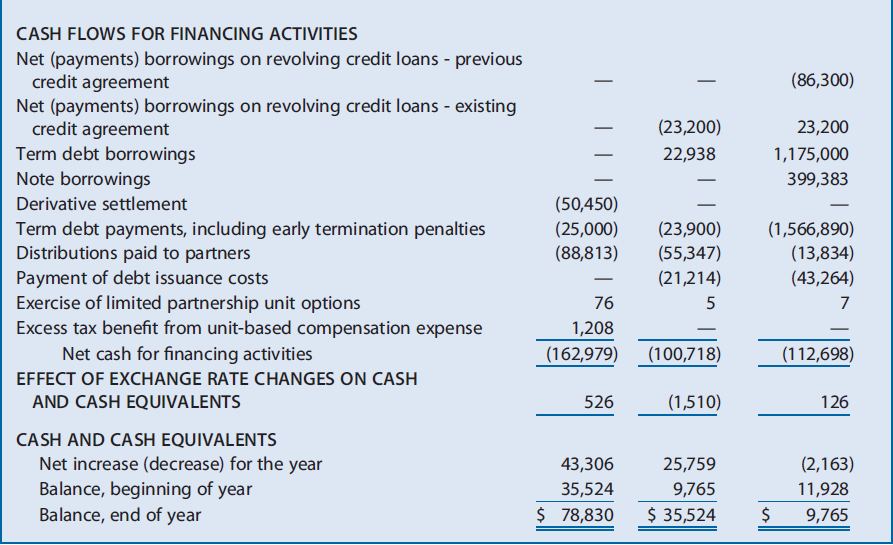 CASH FLOWS FOR FINANCING ACTIVITIES
Net (payments) borrowings on revolving credit loans - previous
credit agreement — — (86,300)
Net (payments) borrowings on revolving credit loans - existing
credit agreement — (23,200) 23,200
Term debt borrowings — 22,938 1,175,000
Note borrowings — — 399,383
Derivative settlement (50,450) — —
Term debt payments, including early termination penalties (25,000) (23,900) (1,566,890)
Distributions paid to partners (88,813) (55,347) (13,834)
Payment of debt issuance costs — (21,214) (43,264)
Exercise of limited partnership unit options 76 5 7
Excess tax benefit from unit-based compensation expense 1,208 — —
Net cash for financing activities (162,979) (100,718) (112,698)
EFFECT OF EXCHANGE RATE CHANGES ON CASH
AND CASH EQUIVALENTS 526 (1,510) 126
CASH AND CASH EQUIVALENTS
Net increase (decrease) for the year 43,306 25,759 (2,163)
Balance, beginning of year 35,524 9,765 11,928
Balance, end of year $ 78,830 $ 35,524 $ 9,765